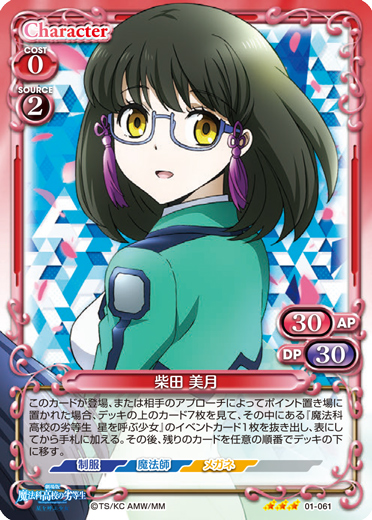 Character
COST
0
SOURCE
2
30 AP
DP 30
柴田 美月
このカードが登場、または相手のアプローチによってポイント置き場に
置かれた場合、デッキの上のカード7枚を見て、その中にある『魔法科
高校の劣等生 星を呼ぶ少女』のイベントカード1枚を抜き出し、表にし
てから手札に加える。その後、残りのカードを任意の順番でデッキの下
に移す。
制服 魔法師 メガネ
劇場版
魔法科高校の劣等生
©TS/KC AMW/MM
01-061